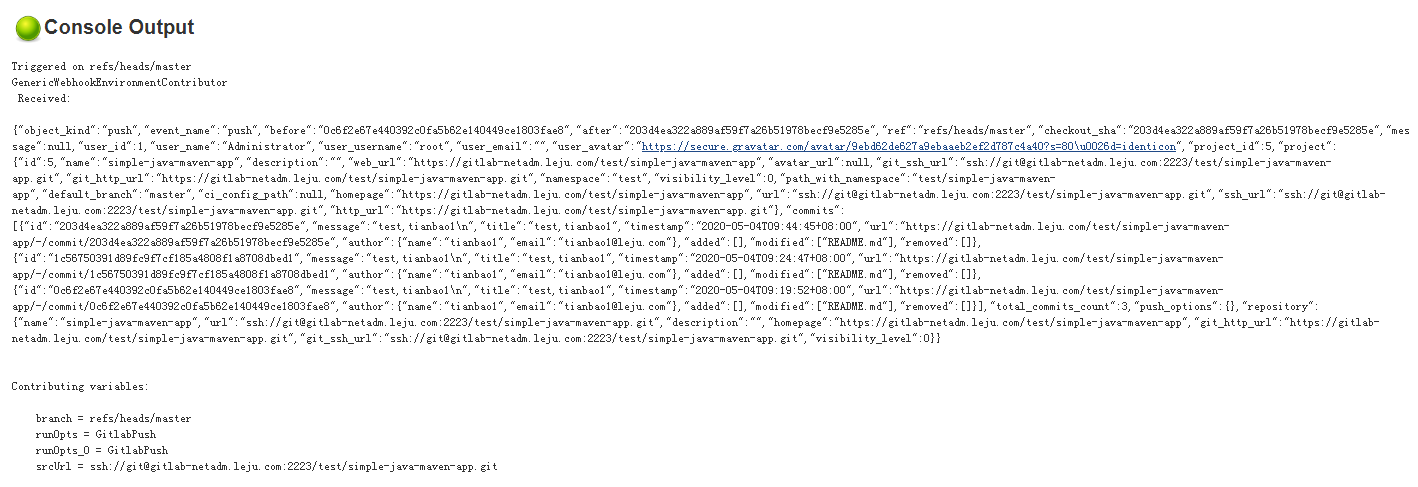 Console Output
Triggered on refs/heads/master
GenericWebhookEnvironmentContributor
Received:
{"object_kind":"push","event_name":"push","before":"0c6f2e67e440392c0fa5b62e140449ce1803fae8","after":"203d4ea322a889af59f7a26b51978becf9e5285e","ref":"refs/heads/master","checkout_sha":"203d4ea322a889af59f7a26b51978becf9e5285e","mes
sage":null,"user_id":1,"user_name":"Administrator","user_username":"root","user_email":"","user_avatar":"https://secure.gravatar.com/avatar/9ebd62de627a9ebaaeb2ef2d787c4a40?s=80\u0026d=identicon","project_id":5,"project":
{"id":5,"name":"simple-java-maven-app","description":"","web_url":"https://gitlab-netadm.leju.com/test/simple-java-maven-app","avatar_url":null,"git_ssh_url":"ssh://git@gitlab-netadm.leju.com:2223/test/simple-java-maven-
app.git","git_http_url":"https://gitlab-netadm.leju.com/test/simple-java-maven-app.git","namespace":"test","visibility_level":0,"path_with_namespace":"test/simple-java-maven-
app","default_branch":"master","ci_config_path":null,"homepage":"https://gitlab-netadm.leju.com/test/simple-java-maven-app","url":"ssh://git@gitlab-netadm.leju.com:2223/test/simple-java-maven-app.git","ssh_url":"ssh://git@gitlab-
netadm.leju.com:2223/test/simple-java-maven-app.git","http_url":"https://gitlab-netadm.leju.com/test/simple-java-maven-app.git"},"commits":
[{"id":"203d4ea322a889af59f7a26b51978becf9e5285e","message":"test,tianbao1\n","title":"test,tianbao1","timestamp":"2020-05-04T09:44:45+08:00","url":"https://gitlab-netadm.leju.com/test/simple-java-maven-
app/-/commit/203d4ea322a889af59f7a26b51978becf9e5285e","author":{"name":"tianbao1","email":"tianbao1@leju.com"},"added":[],"modified":["README.md"],"removed":[]},
{"id":"1c56750391d89fc9f7cf185a4808f1a8708dbed1","message":"test,tianbao1\n","title":"test,tianbao1","timestamp":"2020-05-04T09:24:47+08:00","url":"https://gitlab-netadm.leju.com/test/simple-java-maven-
app/-/commit/1c56750391d89fc9f7cf185a4808f1a8708dbed1","author":{"name":"tianbao1","email":"tianbao1@leju.com"},"added":[],"modified":["README.md"],"removed":[]},
{"id":"0c6f2e67e440392c0fa5b62e140449ce1803fae8","message":"test,tianbao1\n","title":"test,tianbao1","timestamp":"2020-05-04T09:19:52+08:00","url":"https://gitlab-netadm.leju.com/test/simple-java-maven-
app/-/commit/0c6f2e67e440392c0fa5b62e140449ce1803fae8","author":{"name":"tianbao1","email":"tianbao1@leju.com"},"added":[],"modified":["README.md"],"removed":[]}],"total_commits_count":3,"push_options":{},"repository":
{"name":"simple-java-maven-app","url":"ssh://git@gitlab-netadm.leju.com:2223/test/simple-java-maven-app.git","description":"","homepage":"https://gitlab-netadm.leju.com/test/simple-java-maven-app","git_http_url":"https://gitlab-
netadm.leju.com/test/simple-java-maven-app.git","git_ssh_url":"ssh://git@gitlab-netadm.leju.com:2223/test/simple-java-maven-app.git","visibility_level":0}}
Contributing variables:
branch = refs/heads/master
runOpts = GitlabPush
runOpts_0 = GitlabPush
srcUrl = ssh://git@gitlab-netadm.leju.com:2223/test/simple-java-maven-app.git